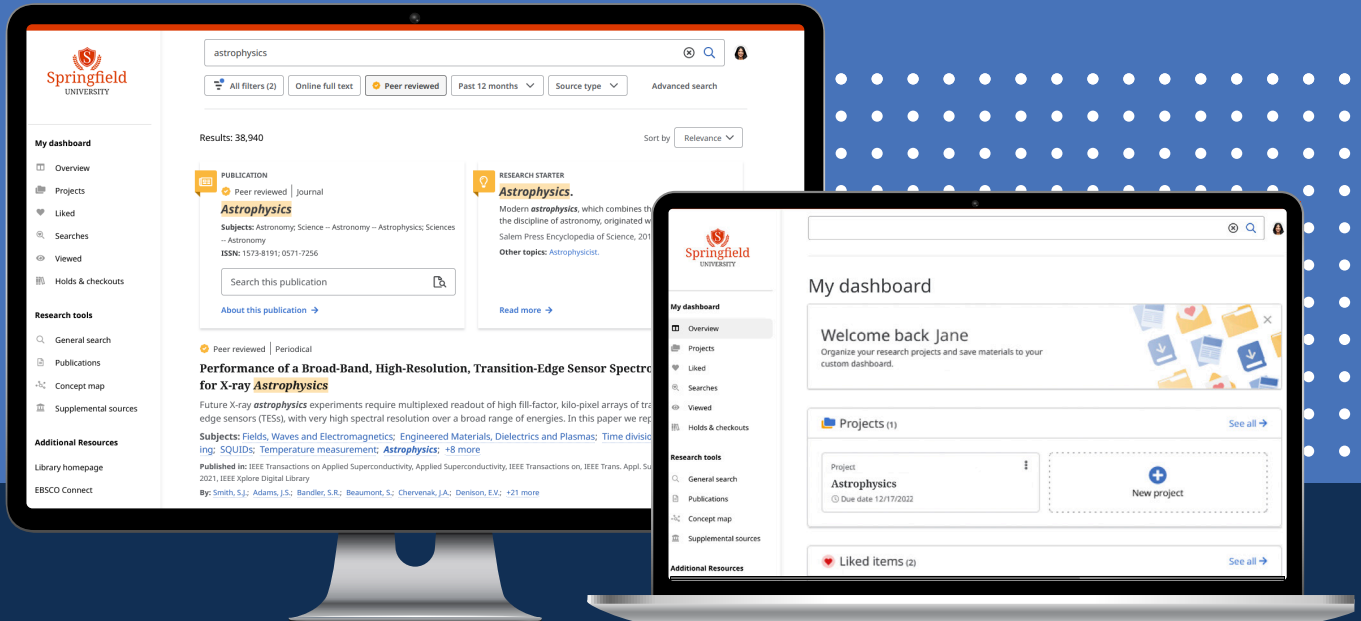 S
Springfield
UNIVERSITY
My dashboard
Overview
Projects
Liked
Searches
Viewed
Holds & checkouts
Research tools
General search
Publications
Concept map
Supplemental sources
Additional Resources
Library homepage
EBSCO Connect
astrophysics
All filters (2) Online full text Peer reviewed Past 12 months Source type Advanced search
Results: 38,940
Sort by Relevance
PUBLICATION
Peer reviewed | Journal
Astrophysics
Subjects: Astronomy; Science -- Astronomy -- Astrophysics; Sciences
-- Astronomy
ISSN: 1573-8191; 0571-7256
Search this publication
About this publication →
RESEARCH STARTER
Astrophysics.
Modern astrophysics, which combines th
the discipline of astronomy, originated w
Salem Press Encyclopedia of Science, 201
Other topics: Astrophysicist.
Read more →
Peer reviewed | Periodical
Performance of a Broad-Band, High-Resolution, Transition-Edge Sensor Spectro
for X-ray Astrophysics
Future X-ray astrophysics experiments require multiplexed readout of high fill-factor, kilo-pixel arrays of tra
edge sensors (TESs), with very high spectral resolution over a broad range of energies. In this paper we rep
Subjects: Fields, Waves and Electromagnetics; Engineered Materials, Dielectrics and Plasmas; Time divisio
ing; SQUIDs; Temperature measurement; Astrophysics; +8 more
Published in: IEEE Transactions on Applied Superconductivity, Applied Superconductivity, IEEE Transactions on, IEEE Trans. Appl. Su
2021, IEEE Xplore Digital Library
By: Smith, S.J.; Adams, J.S.; Bandler, S.R.; Beaumont, S.; Chervenak, J.A.; Denison, E.V.; +21 more
S
Springfield
UNIVERSITY
My dashboard
Overview
Projects
Liked
Searches
Viewed
Holds & checkouts
Research tools
General search
Publications
Concept map
Supplemental sources
Additional Resources
My dashboard
Welcome back Jane
Organize your research projects and save materials to your
custom dashboard.
Projects (1)
See all →
Project
Astrophysics
Due date 12/17/2022
New project
Liked items (2)
See all →